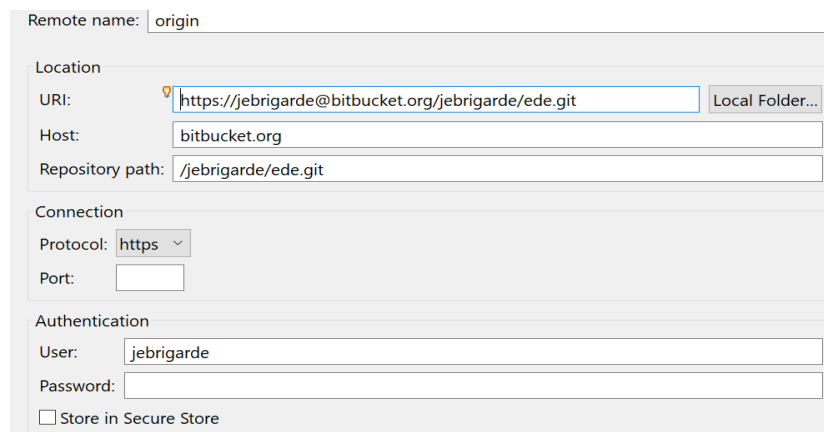 Remote name: origin
Location
URI: https://jebrigarde@bitbucket.org/jebrigarde/ede.git Local Folder...
Host: bitbucket.org
Repository path: /jebrigarde/ede.git
Connection
Protocol: https
Port:
Authentication
User: jebrigarde
Password:
Store in Secure Store